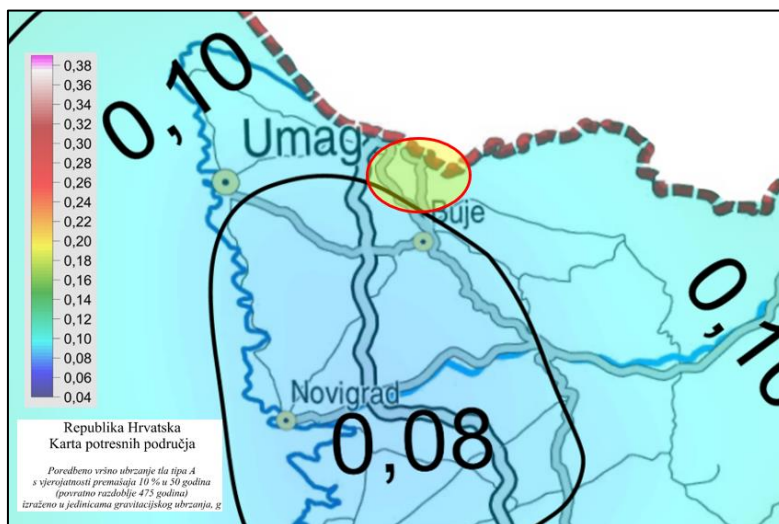 0,10
0,38
0,36
0,34
0,32
0,30
0,28
0,26
0,24
0,22
0,20
0,18
0,16
0,14
0,12
0,10
0,08
0,06
0,04
Umag
Buje
0,10
Novigrad
0,08
Republika Hrvatska
Karta potresnih područja
Poredbeno vršno ubrzanje tla tipa A
s vjerojatnosti premašaja 10 % u 50 godina
(povratno razdoblje 475 godina)
izraženo u jedinicama gravitacijskog ubrzanja, g